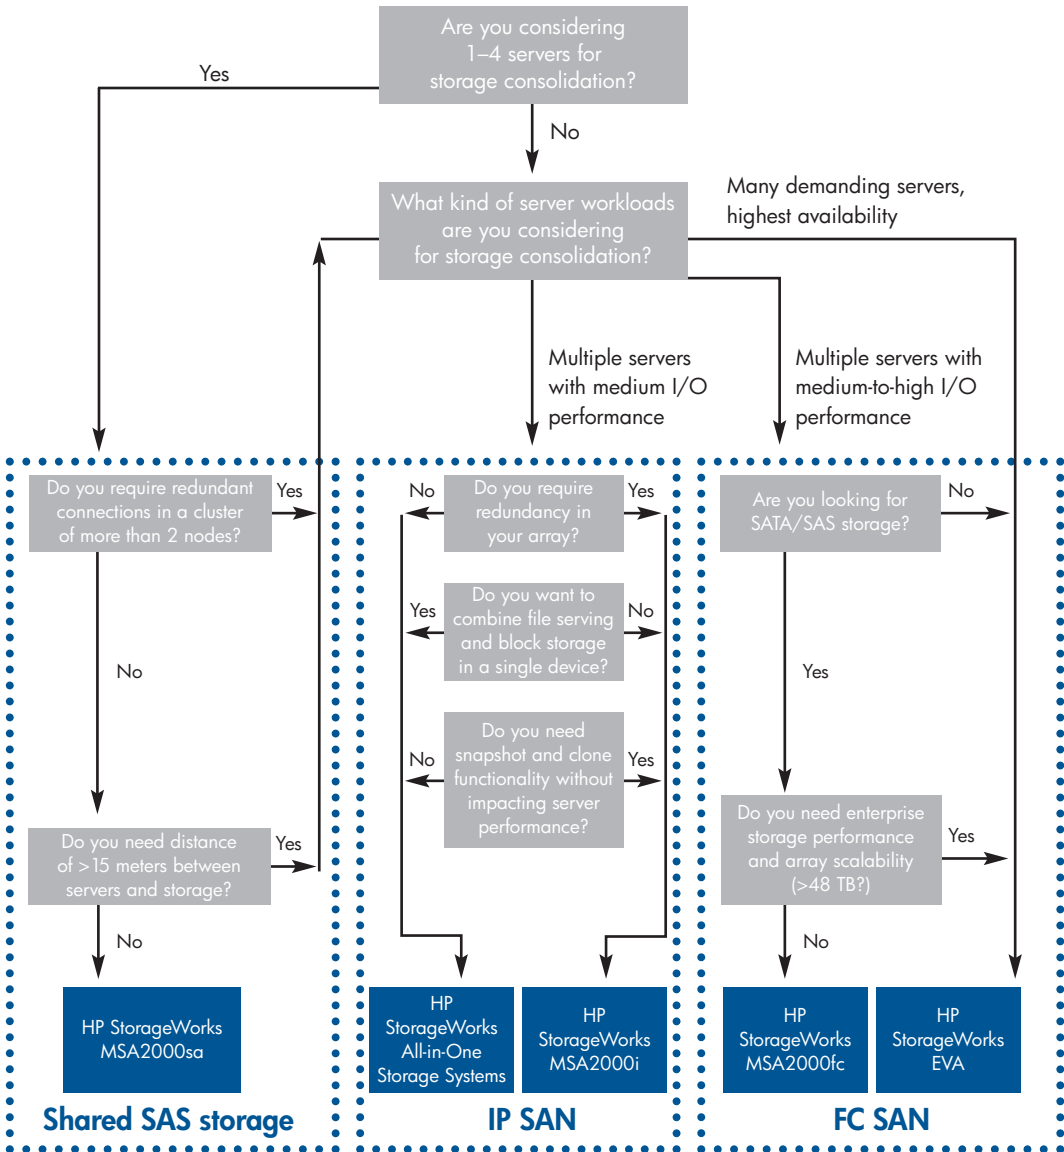 Are you considering
1–4 servers for
storage consolidation?
Yes
No
What kind of server workloads
are you considering
for storage consolidation?
Many demanding servers,
highest availability
Multiple servers
with medium I/O
performance
Multiple servers with
medium-to-high I/O
performance
Do you require redundant
connections in a cluster
of more than 2 nodes?
Yes
No
Do you need distance
of >15 meters between
servers and storage?
Yes
No
HP StorageWorks
MSA2000sa
Shared SAS storage
No
Do you require
redundancy in
your array?
Yes
Yes
Do you want to
combine file serving
and block storage
in a single device?
No
No
Do you need
snapshot and clone
functionality without
impacting server
performance?
Yes
HP
StorageWorks
All-in-One
Storage Systems
HP
StorageWorks
MSA2000i
IP SAN
Are you looking for
SATA/SAS storage?
No
Yes
Do you need enterprise
storage performance
and array scalability
(>48 TB?)
Yes
No
HP
StorageWorks
MSA2000fc
HP
StorageWorks
EVA
FC SAN